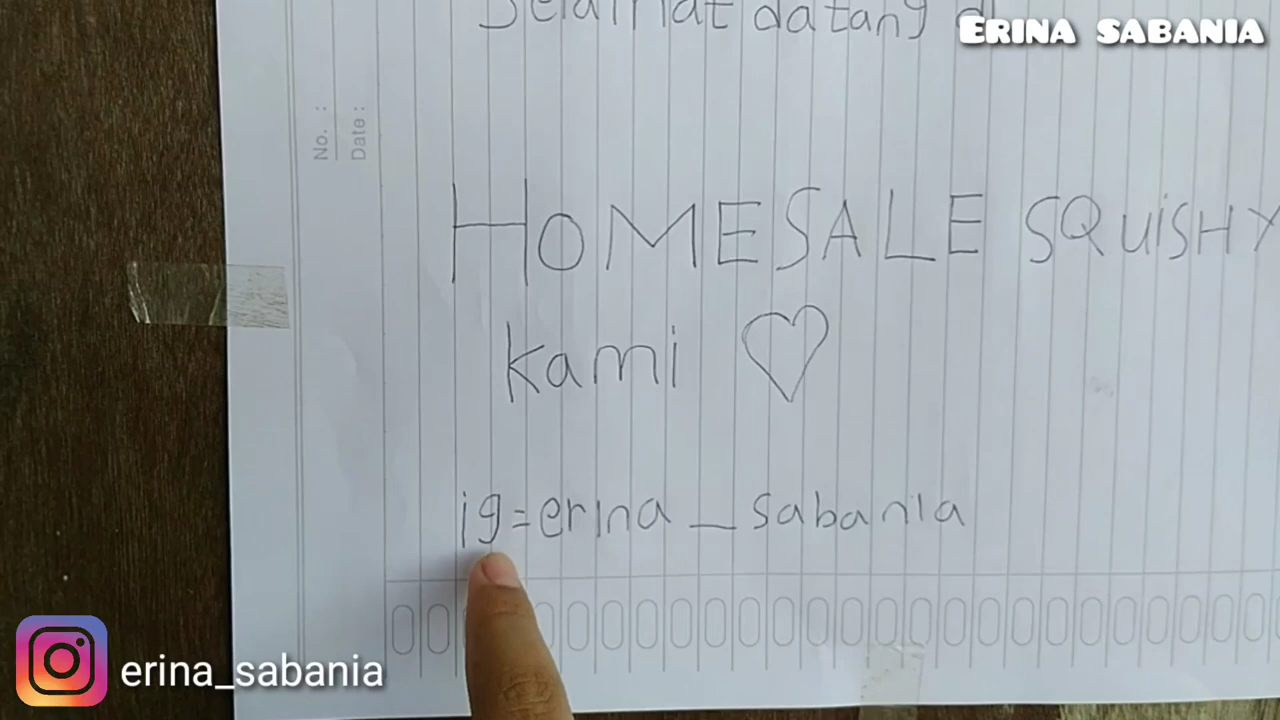 Selamat datang di
ERINA SABANIA
No. :
Date :
HOMESALE SQUiSHY
kami
ig=erina_sabania
erina_sabania